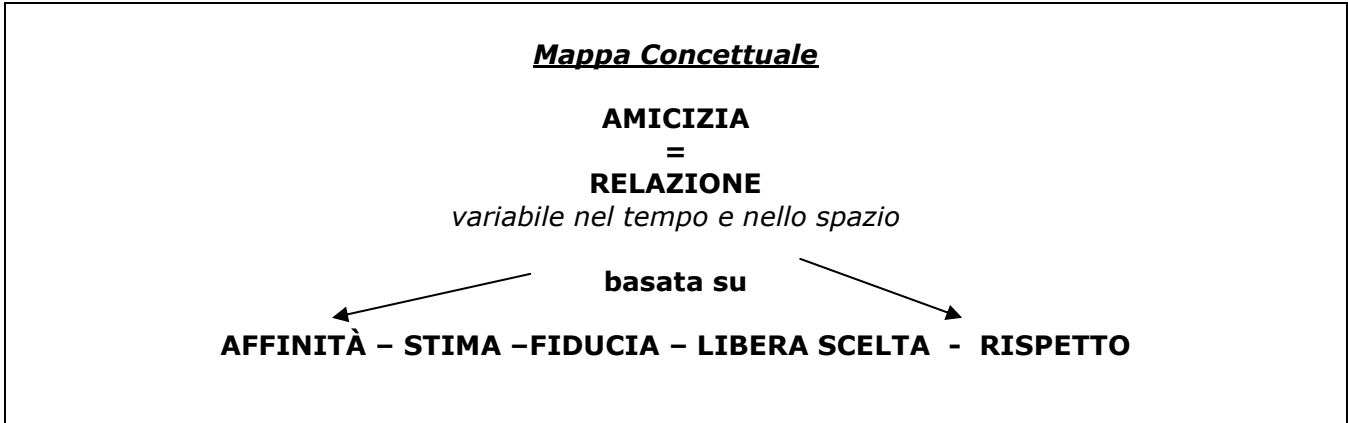 Mappa Concettuale
AMICIZIA
=
RELAZIONE
variabile nel tempo e nello spazio
basata su
AFFINITÀ – STIMA –FIDUCIA – LIBERA SCELTA - RISPETTO